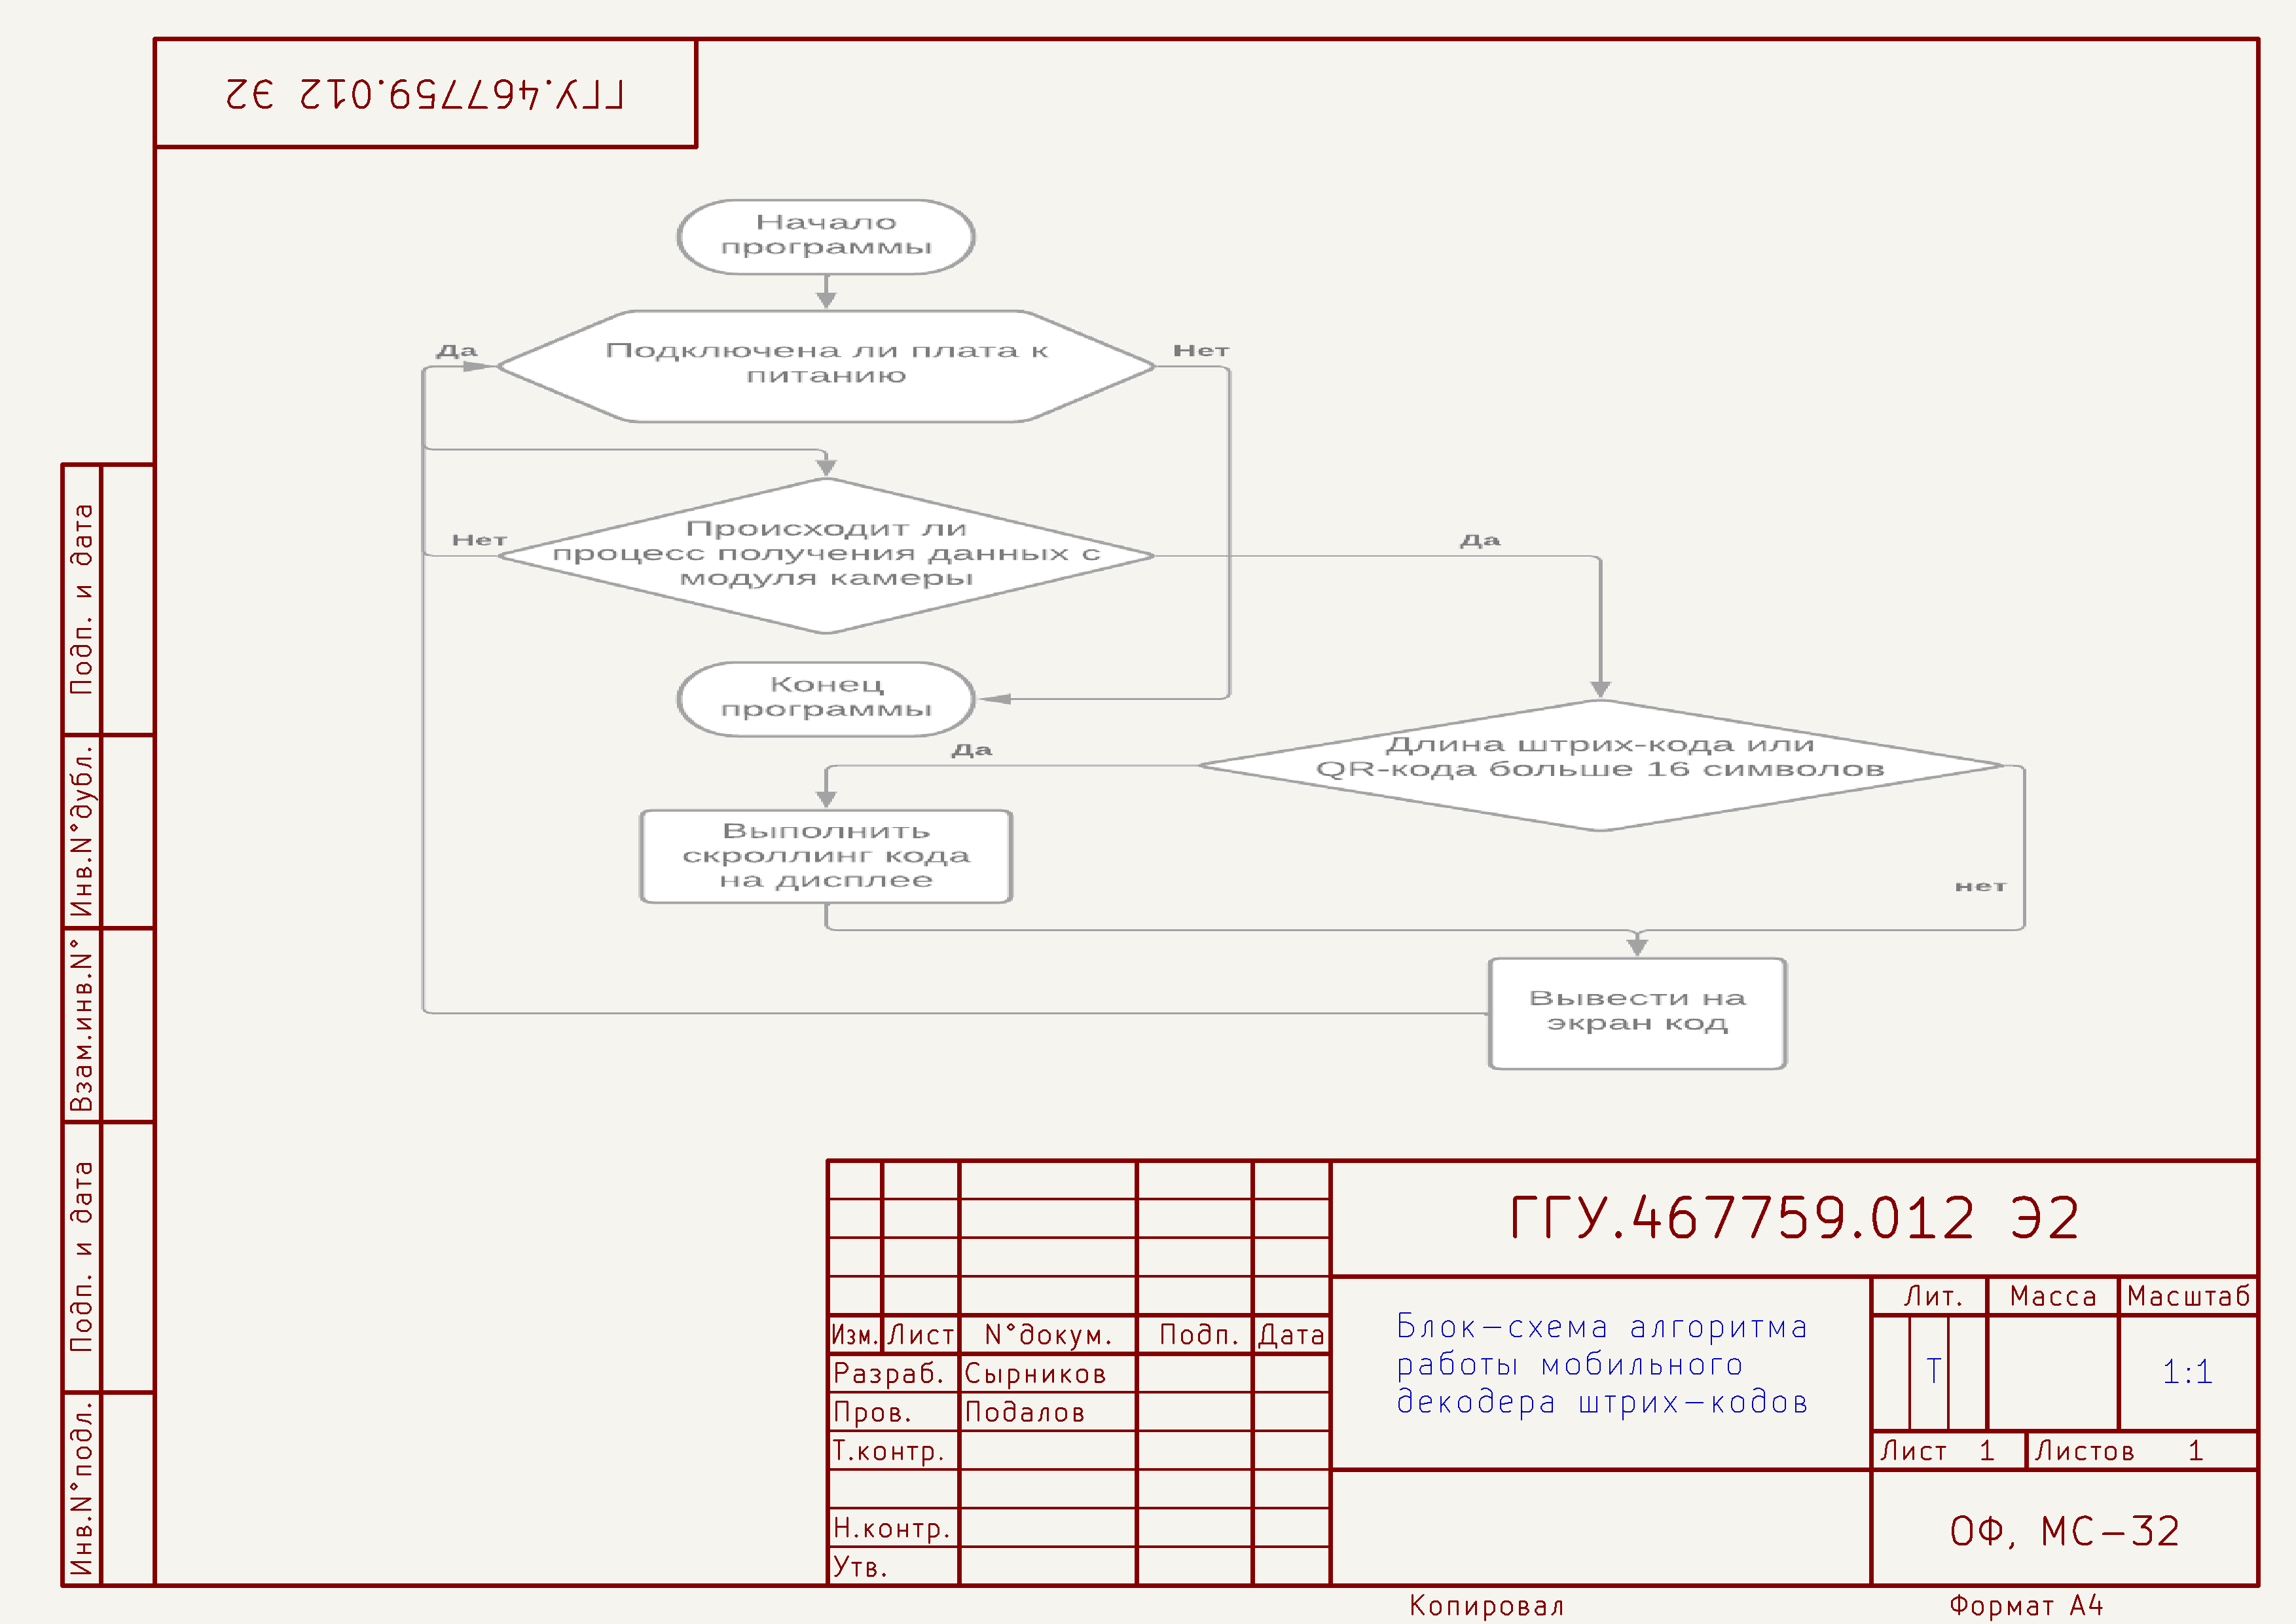 ГГУ.467759.012 Э2
Начало
программы
Да
Подключена ли плата к
питанию
Нет
Нет
Происходит ли
процесс получения данных с
модуля камеры
Да
Конец
программы
Да
Длина штрих-кода или
QR-кода больше 16 символов
Выполнить
скроллинг кода
на дисплее
нет
Вывести на
экран код
Подп. и дата
Инв.N°дубл.
Взам.инв.N°
Подп. и дата
Инв.N°подл.
ГГУ.467759.012 Э2
Изм. Лист N°докум. Подп. Дата
Разраб. Сырников
Пров. Подалов
Т.контр.
Н.контр.
Утв.
Блок-схема алгоритма
работы мобильного
декодера штрих-кодов
Лит. Масса Масштаб
Т 1:1
Лист 1 Листов 1
ОФ, МС-32
Копировал Формат А4